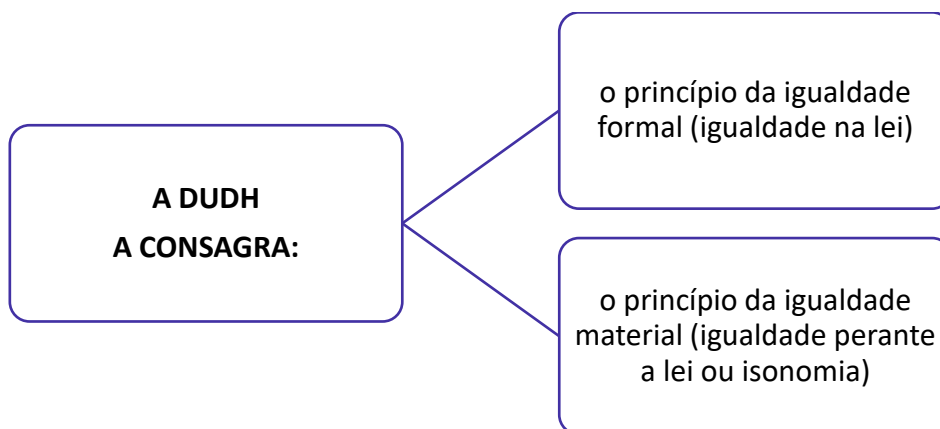 A DUDH
A CONSAGRA:
o princípio da igualdade
formal (igualdade na lei)
o princípio da igualdade
material (igualdade perante
a lei ou isonomia)